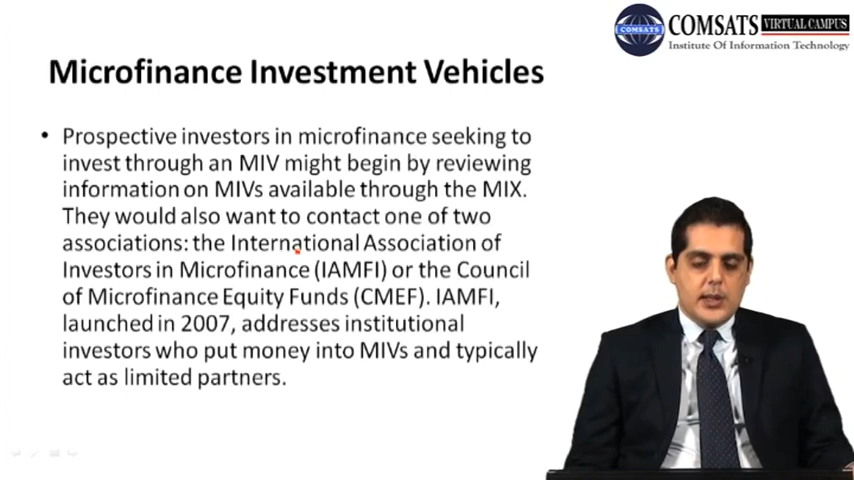 COMSATS VIRTUAL CAMPUS
COMSATS Institute Of Information Technology
Microfinance Investment Vehicles
• Prospective investors in microfinance seeking to
invest through an MIV might begin by reviewing
information on MIVs available through the MIX.
They would also want to contact one of two
associations: the International Association of
Investors in Microfinance (IAMFI) or the Council
of Microfinance Equity Funds (CMEF). IAMFI,
launched in 2007, addresses institutional
investors who put money into MIVs and typically
act as limited partners.